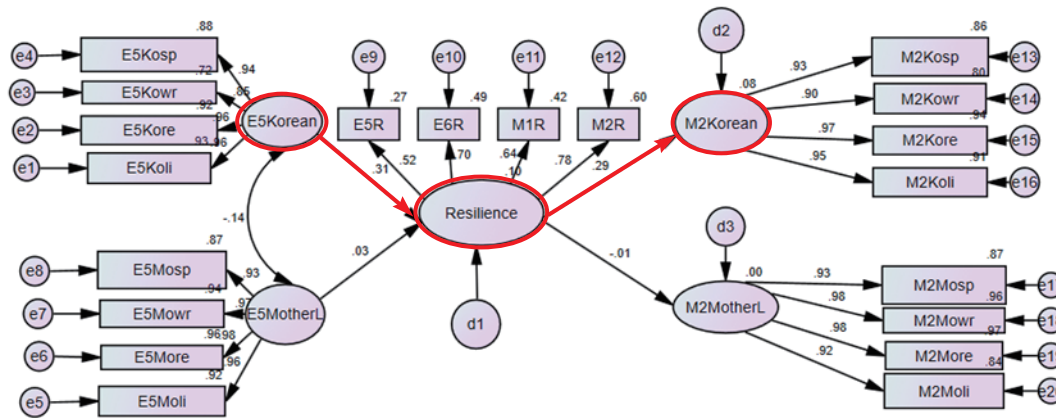 .88
e4
E5Kosp
.94
.72
e3
E5Kowr
.85
.92
e2
E5Kore
.96
.93
e1
E5Koli
.96
E5Korean
e9
e10
e11
e12
.27
.49
.42
.60
E5R
E6R
M1R
M2R
.52
.70
.64
.78
.31
.10
.29
Resilience
d1
d2
.08
M2Korean
.86
.93
M2Kosp
e13
.80
.90
M2Kowr
e14
.94
.97
M2Kore
e15
.91
.95
M2Koli
e16
-.14
.03
-.01
.87
e8
E5Mosp
.93
.94
e7
E5Mowr
.97
E5MotherL
.96
e6
E5More
.98
.96
.92
e5
E5Moli
d3
.00
M2MotherL
.87
.93
M2Mosp
.96
.98
M2Mowr
.97
.98
M2More
.84
.92
M2Moli